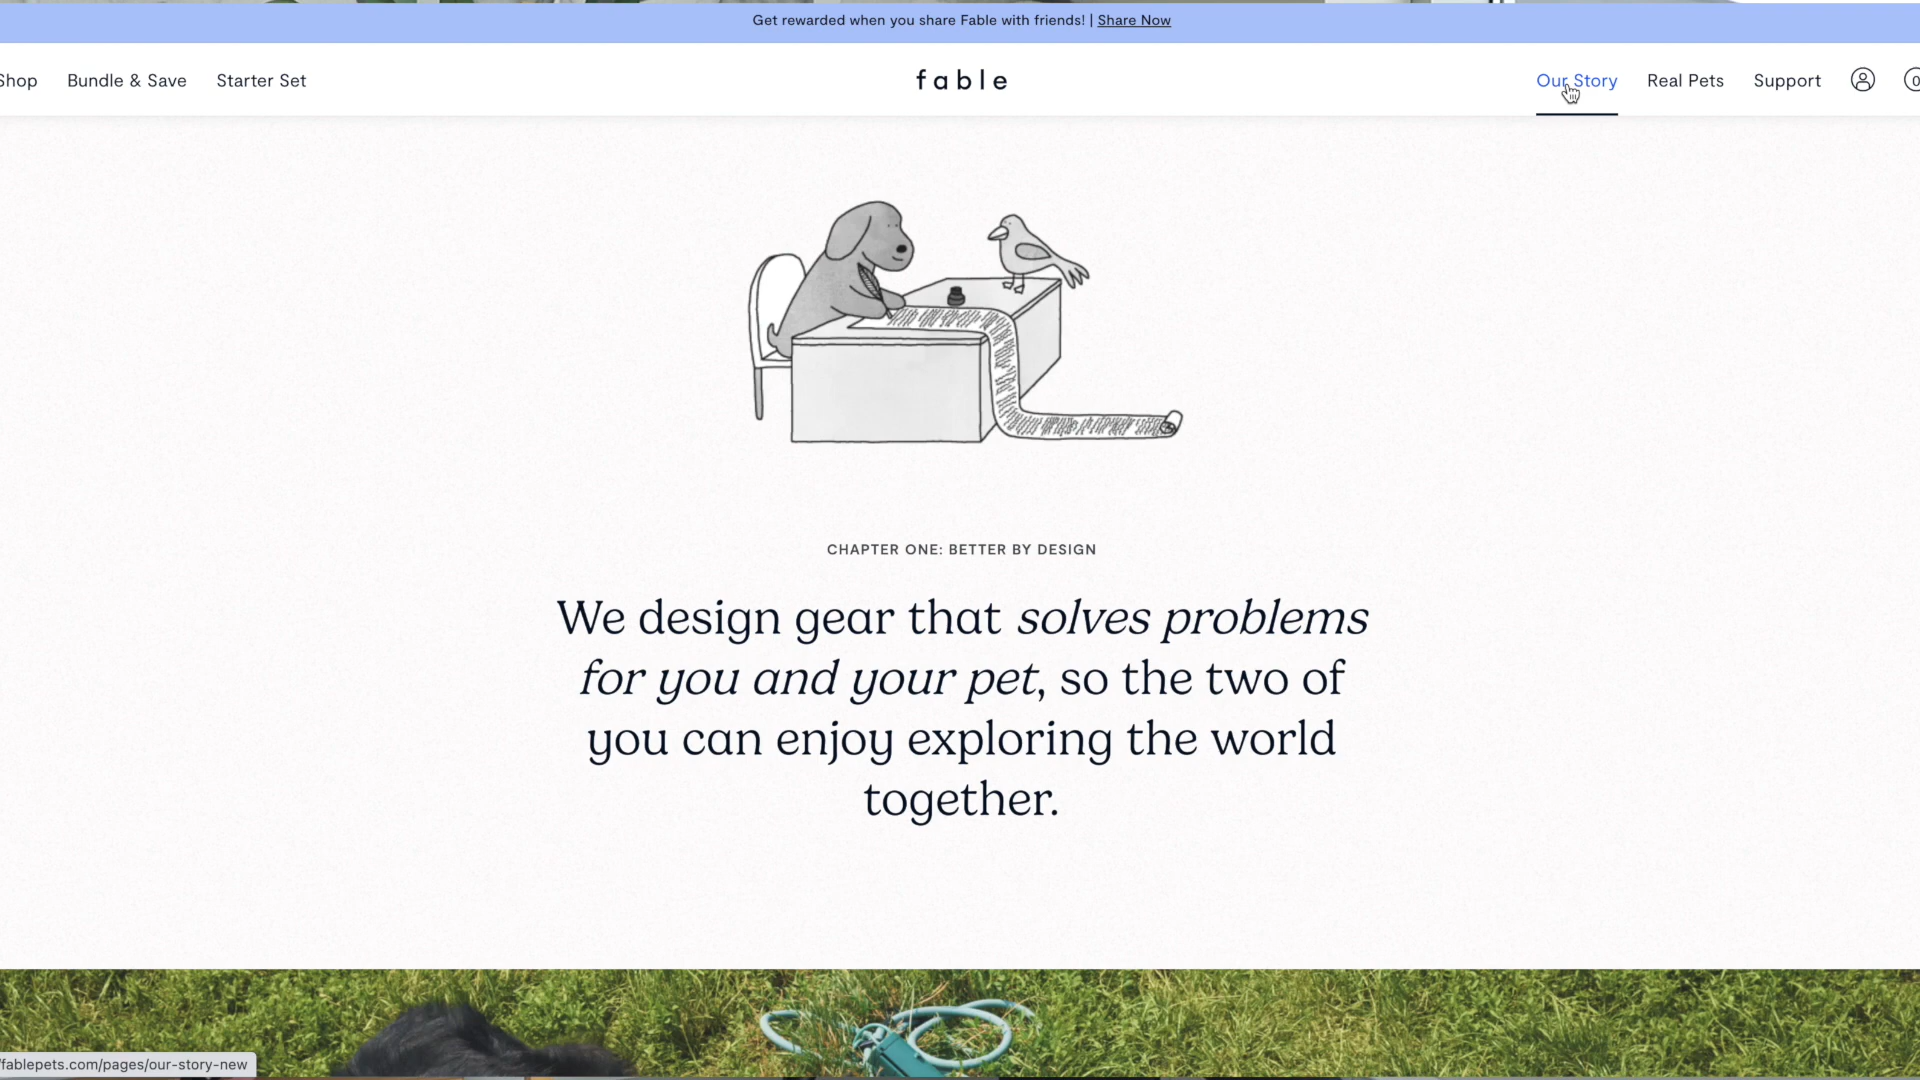 Get rewarded when you share Fable with friends! | Share Now
Shop Bundle & Save Starter Set fable Our Story Real Pets Support 0
CHAPTER ONE: BETTER BY DESIGN
We design gear that solves problems
for you and your pet, so the two of
you can enjoy exploring the world
together.
/fablepets.com/pages/our-story-new